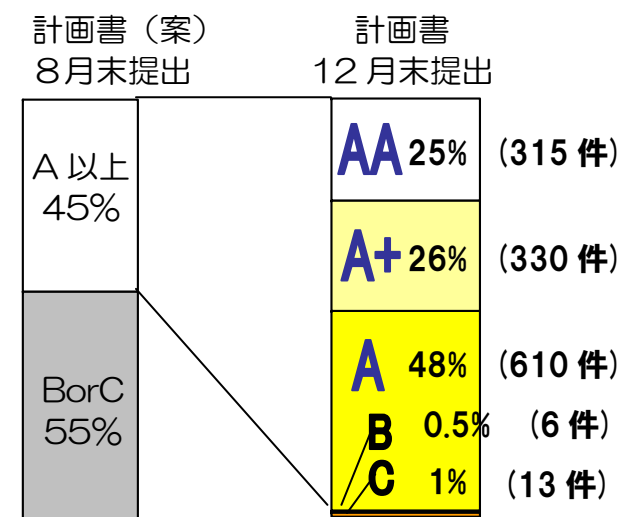 計画書（案）
８月末提出
計画書
１２月末提出
Ａ以上
45%
BorC
55%
AA 25% （315 件）
A+ 26% （330 件）
A 48% （610 件）
B 0.5% （6 件）
C 1% （13 件）